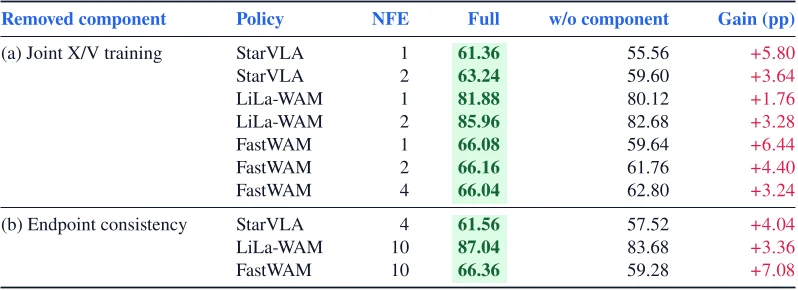 Removed component Policy NFE Full w/o component Gain (pp)
(a) Joint X/V training StarVLA 1 61.36 55.56 +5.80
StarVLA 2 63.24 59.60 +3.64
LiLa-WAM 1 81.88 80.12 +1.76
LiLa-WAM 2 85.96 82.68 +3.28
FastWAM 1 66.08 59.64 +6.44
FastWAM 2 66.16 61.76 +4.40
FastWAM 4 66.04 62.80 +3.24
(b) Endpoint consistency StarVLA 4 61.56 57.52 +4.04
LiLa-WAM 10 87.04 83.68 +3.36
FastWAM 10 66.36 59.28 +7.08